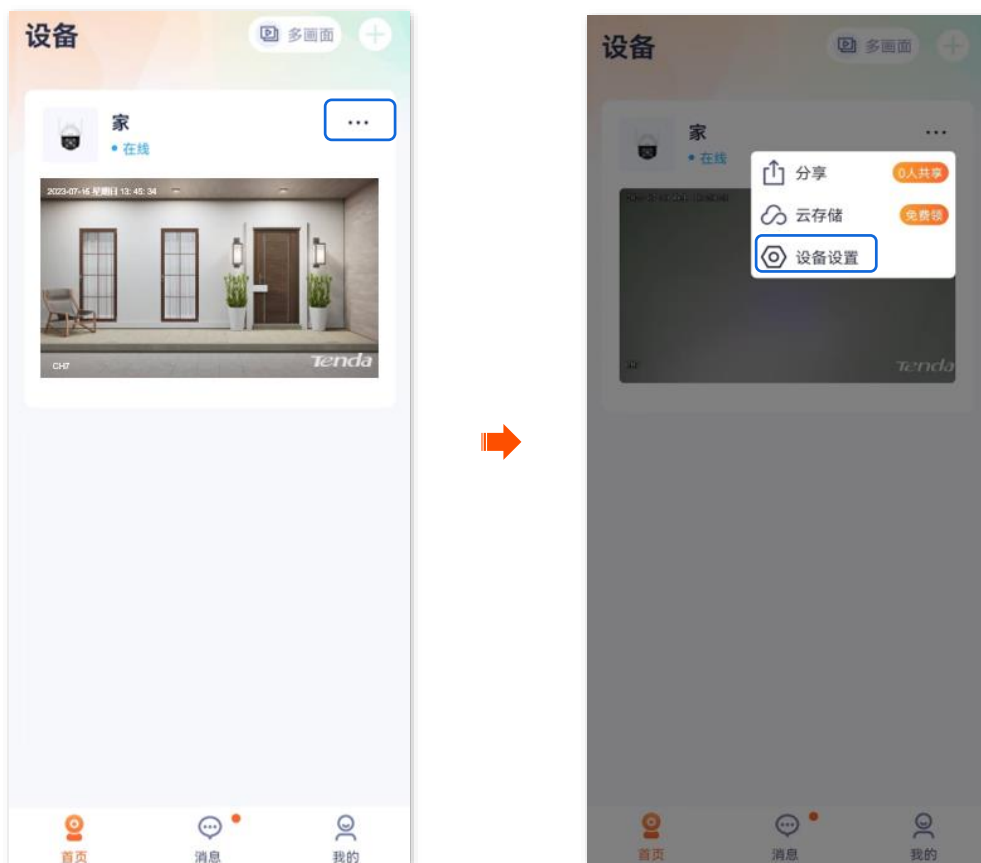 设备
多画面
家
在线
2023-07-16 星期日 13: 45: 34
CH7
Tenda
首页
消息
我的
设备
多画面
家
在线
分享
0人共享
云存储
免费领
设备设置
Tenda
首页
消息
我的